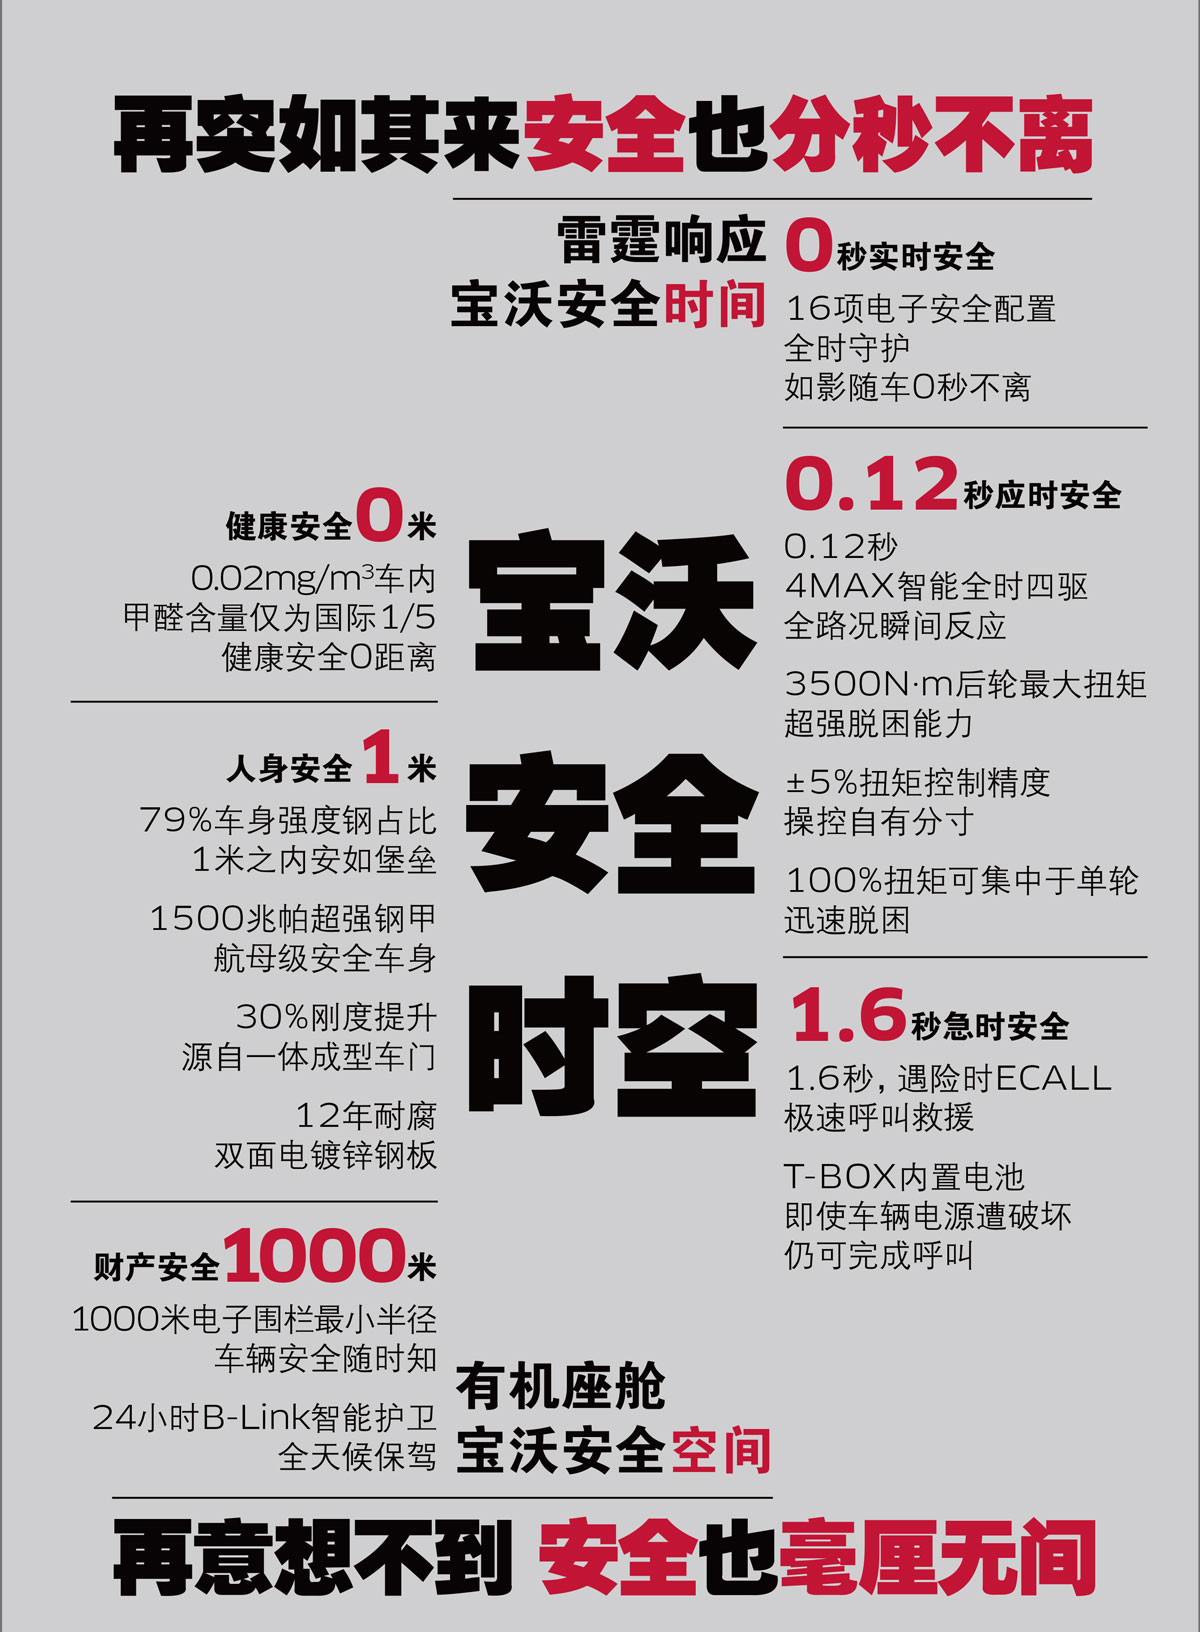 再突如其来安全也分秒不离
雷霆响应
宝沃安全时间
0秒实时安全
16项电子安全配置
全时守护
如影随车0秒不离
0.12秒应时安全
0.12秒
4MAX智能全时四驱
全路况瞬间反应
3500N·m后轮最大扭矩
超强脱困能力
±5%扭矩控制精度
操控自有分寸
100%扭矩可集中于单轮
迅速脱困
1.6秒急时安全
1.6秒，遇险时ECALL
极速呼叫救援
T-BOX内置电池
即使车辆电源遭破坏
仍可完成呼叫
宝沃
安全
时空
健康安全0米
0.02mg/m³车内
甲醛含量仅为国际1/5
健康安全0距离
人身安全1米
79%车身强度钢占比
1米之内安如堡垒
1500兆帕超强钢甲
航母级安全车身
30%刚度提升
源自一体成型车门
12年耐腐
双面电镀锌钢板
财产安全1000米
1000米电子围栏最小半径
车辆安全随时知
24小时B-Link智能护卫
全天候保驾
有机座舱
宝沃安全空间
再意想不到 安全也毫厘无间